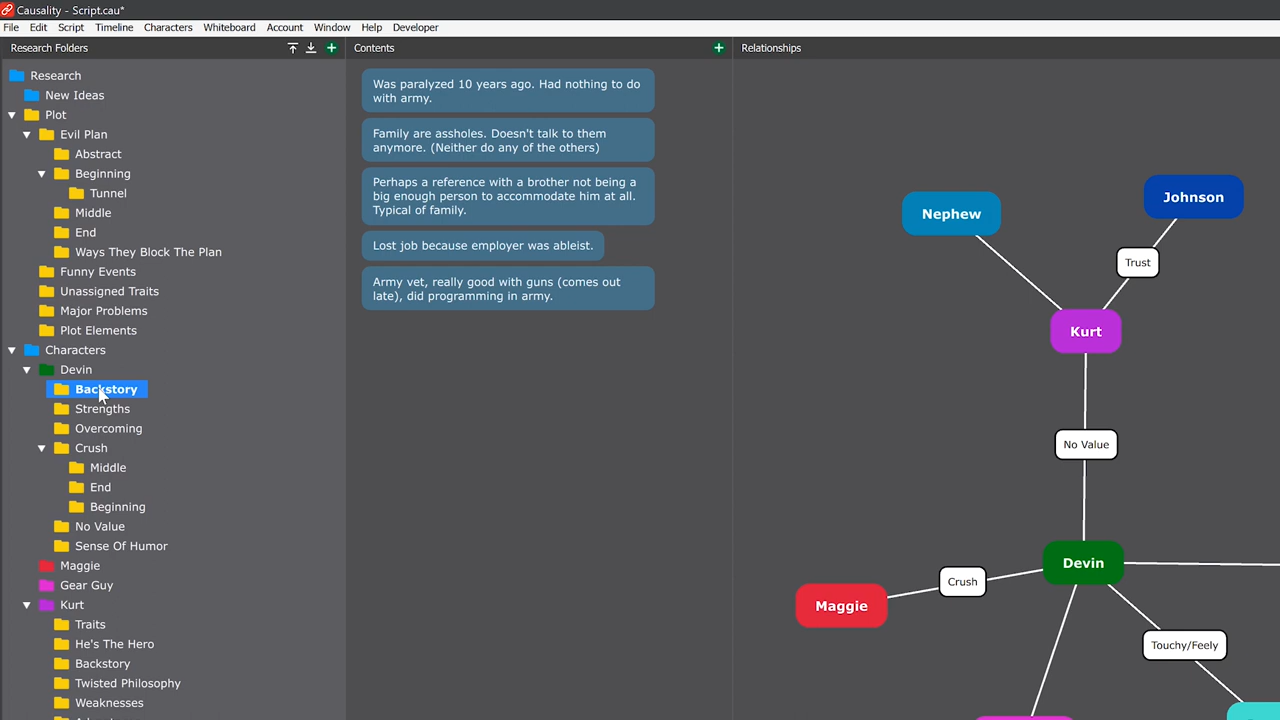 Causality - Script.cau*
File Edit Script Timeline Characters Whiteboard Account Window Help Developer
Research Folders
Research
New Ideas
Plot
Evil Plan
Abstract
Beginning
Tunnel
Middle
End
Ways They Block The Plan
Funny Events
Unassigned Traits
Major Problems
Plot Elements
Characters
Devin
Backstory
Strengths
Overcoming
Crush
Middle
End
Beginning
No Value
Sense Of Humor
Maggie
Gear Guy
Kurt
Traits
He's The Hero
Backstory
Twisted Philosophy
Weaknesses
Contents
Was paralyzed 10 years ago. Had nothing to do
with army.
Family are assholes. Doesn't talk to them
anymore. (Neither do any of the others)
Perhaps a reference with a brother not being a
big enough person to accommodate him at all.
Typical of family.
Lost job because employer was ableist.
Army vet, really good with guns (comes out
late), did programming in army.
Relationships
Johnson
Nephew
Trust
Kurt
No Value
Devin
Crush
Maggie
Touchy/Feely